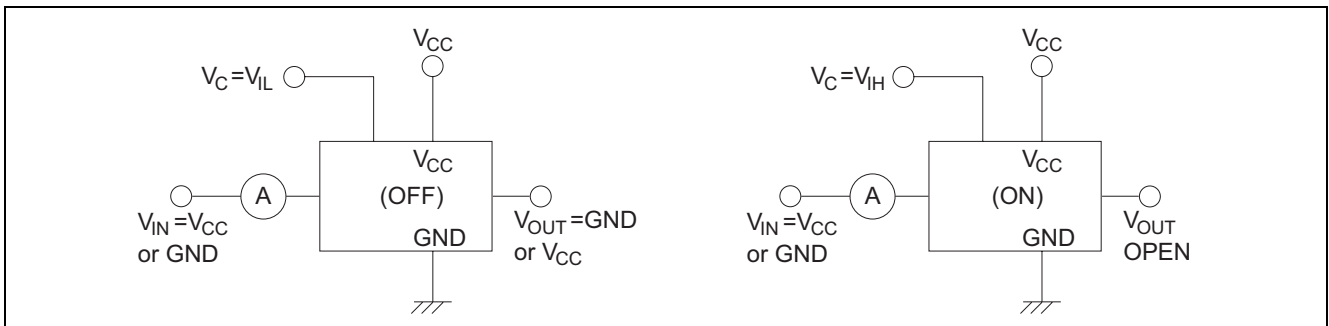 VCC
VC=VIL
VCC
A
(OFF)
VIN=VCC
or GND
GND
VOUT=GND
or VCC
VCC
VC=VIH
VCC
A
(ON)
VIN=VCC
or GND
GND
VOUT
OPEN